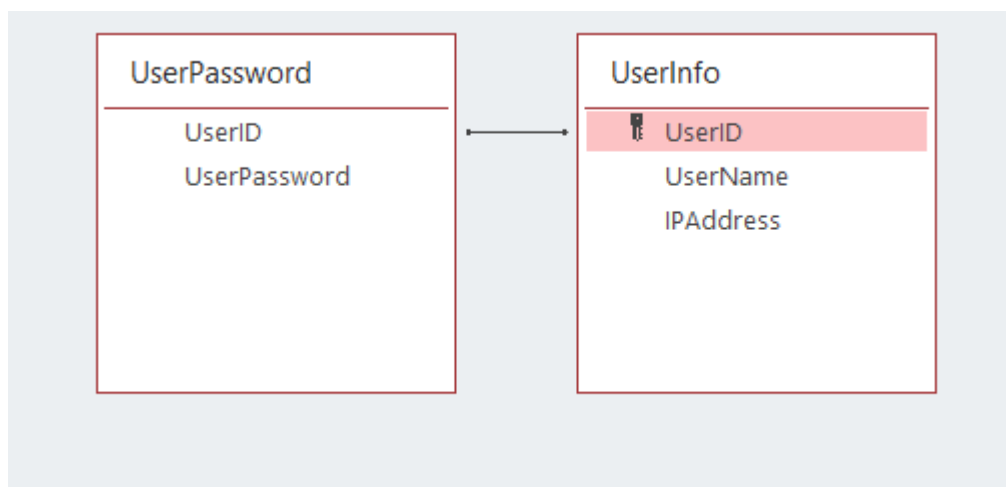 UserPassword
UserID
UserPassword
UserInfo
UserID
UserName
IPAddress